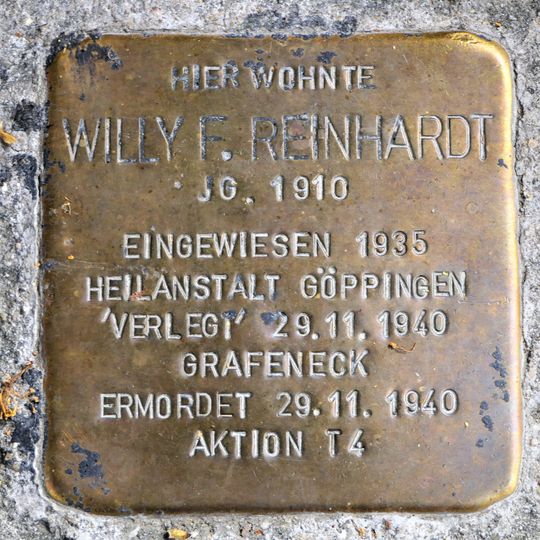 HIER WOHNTE
WILLY F. REINHARDT
JG. 1910
EINGEWIESEN 1935
HEILANSTALT GÖPPINGEN
'VERLEGT' 29.11.1940
GRAFENECK
ERMORDET 29.11.1940
AKTION T4